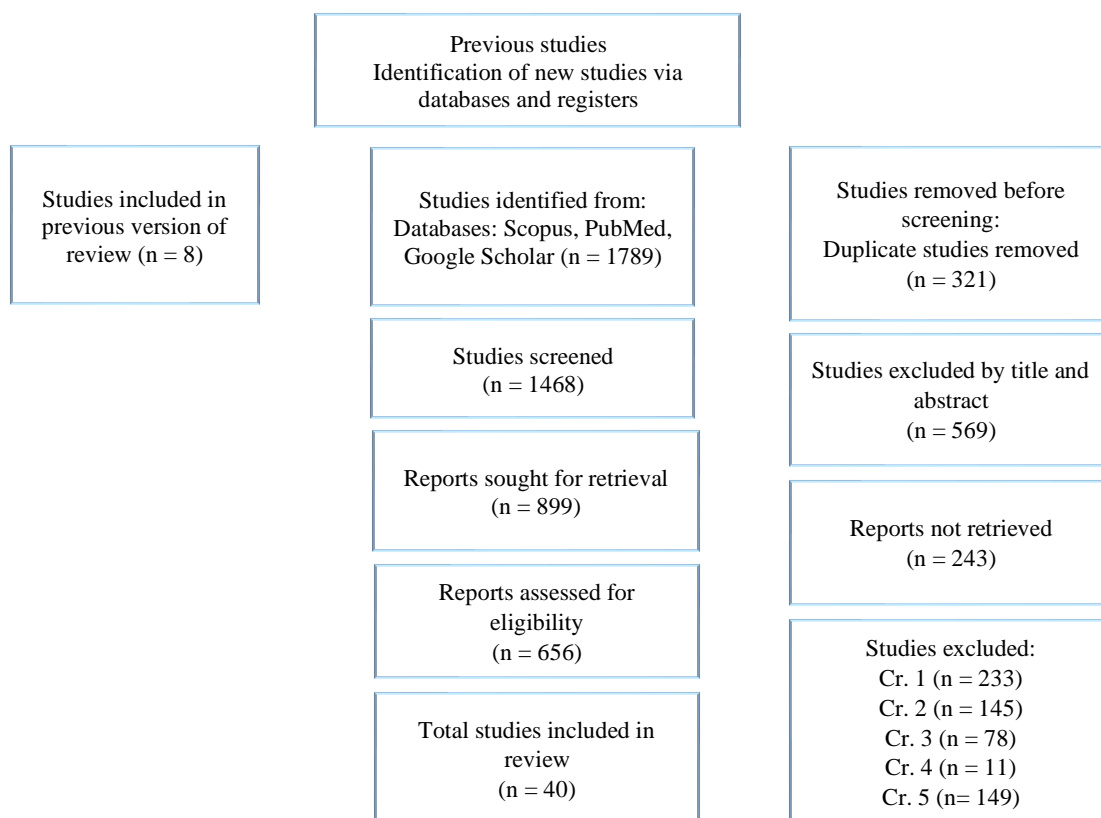 Previous studies
Identification of new studies via
databases and registers
Studies included in
previous version of
review (n = 8)
Studies identified from:
Databases: Scopus, PubMed,
Google Scholar (n = 1789)
Studies removed before
screening:
Duplicate studies removed
(n = 321)
Studies screened
(n = 1468)
Studies excluded by title and
abstract
(n = 569)
Reports sought for retrieval
(n = 899)
Reports not retrieved
(n = 243)
Reports assessed for
eligibility
(n = 656)
Studies excluded:
Cr. 1 (n = 233)
Cr. 2 (n = 145)
Cr. 3 (n = 78)
Cr. 4 (n = 11)
Cr. 5 (n= 149)
Total studies included in
review
(n = 40)